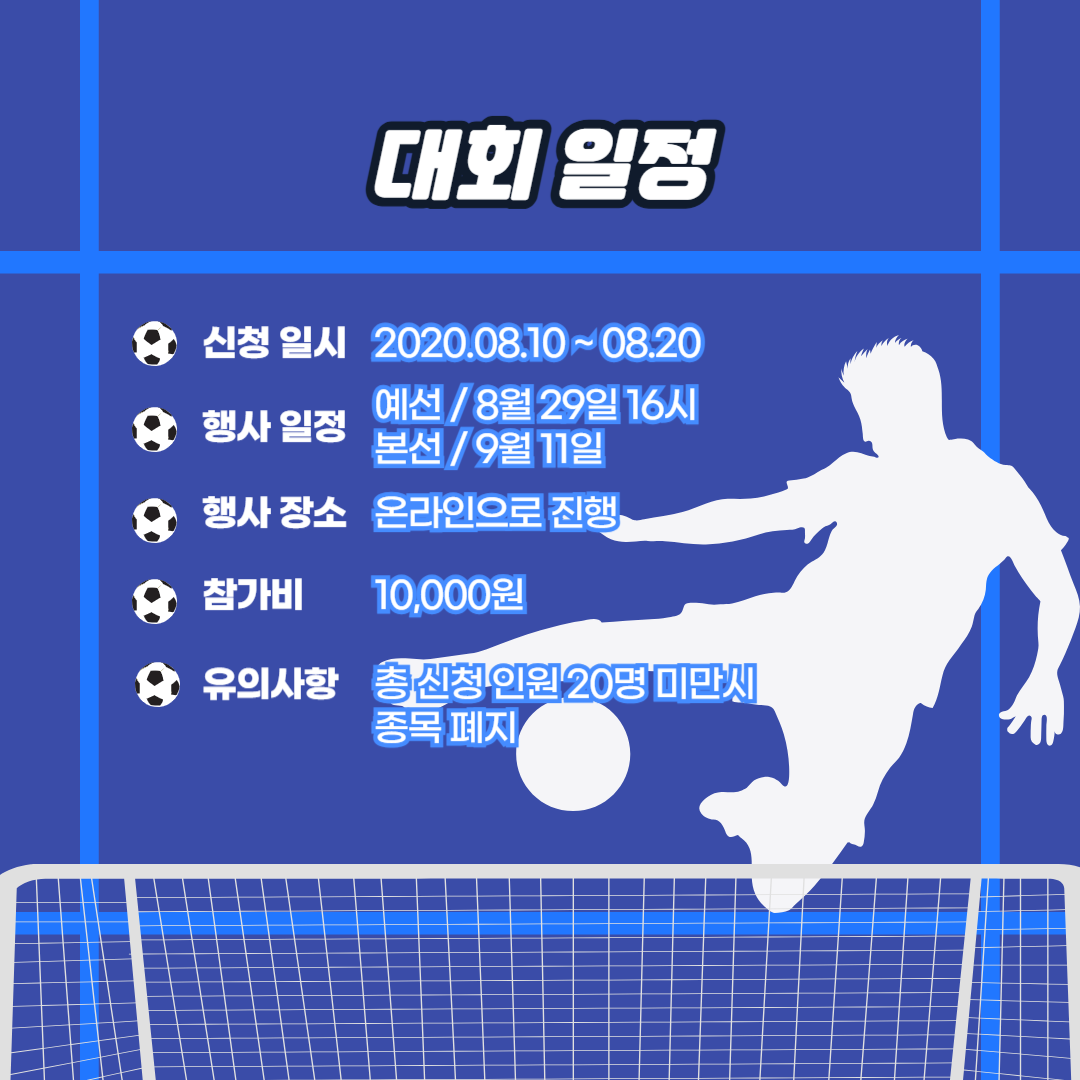 대회 일정
신청 일시 2020.08.10 ~ 08.20
행사 일정 예선 / 8월 29일 16시
본선 / 9월 11일
행사 장소 온라인으로 진행
참가비 10,000원
유의사항 총 신청 인원 20명 미만시
종목 폐지